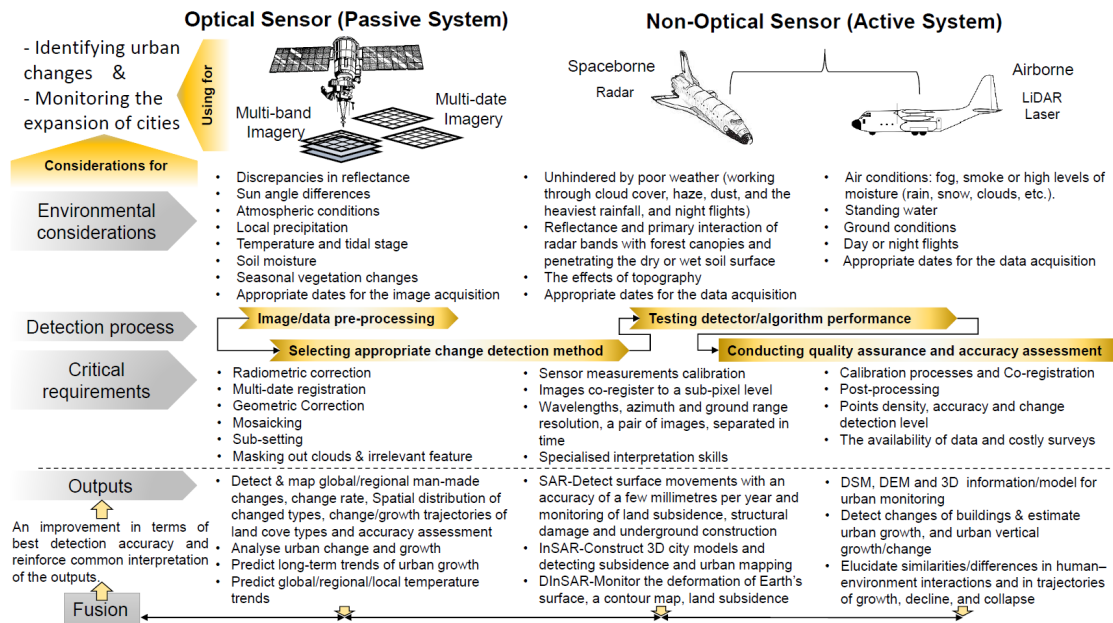 Optical Sensor (Passive System)
Non-Optical Sensor (Active System)
- Identifying urban
changes &
- Monitoring the
expansion of cities
Using for
Multi-band
Imagery
Multi-date
Imagery
Spaceborne
Radar
Airborne
LiDAR
Laser
Considerations for
Environmental
considerations
• Discrepancies in reflectance
• Sun angle differences
• Atmospheric conditions
• Local precipitation
• Temperature and tidal stage
• Soil moisture
• Seasonal vegetation changes
• Appropriate dates for the image acquisition
• Unhindered by poor weather (working
through cloud cover, haze, dust, and the
heaviest rainfall, and night flights)
• Reflectance and primary interaction of
radar bands with forest canopies and
penetrating the dry or wet soil surface
• The effects of topography
• Appropriate dates for the data acquisition
• Air conditions: fog, smoke or high levels of
moisture (rain, snow, clouds, etc.).
• Standing water
• Ground conditions
• Day or night flights
• Appropriate dates for the data acquisition
Detection process
Image/data pre-processing
Testing detector/algorithm performance
Selecting appropriate change detection method
Conducting quality assurance and accuracy assessment
Critical
requirements
• Radiometric correction
• Multi-date registration
• Geometric Correction
• Mosaicking
• Sub-setting
• Masking out clouds & irrelevant feature
• Sensor measurements calibration
• Images co-register to a sub-pixel level
• Wavelengths, azimuth and ground range
resolution, a pair of images, separated in
time
• Specialised interpretation skills
• Calibration processes and Co-registration
• Post-processing
• Points density, accuracy and change
detection level
• The availability of data and costly surveys
Outputs
An improvement in terms of
best detection accuracy and
reinforce common interpretation
of the outputs.
Fusion
• Detect & map global/regional man-made
changes, change rate, Spatial distribution of
changed types, change/growth trajectories of
land cove types and accuracy assessment
• Analyse urban change and growth
• Predict long-term trends of urban growth
• Predict global/regional/local temperature
trends
• SAR-Detect surface movements with an
accuracy of a few millimetres per year and
monitoring of land subsidence, structural
damage and underground construction
• InSAR-Construct 3D city models and
detecting subsidence and urban mapping
• DInSAR-Monitor the deformation of Earth's
surface, a contour map, land subsidence
• DSM, DEM and 3D information/model for
urban monitoring
• Detect changes of buildings & estimate
urban growth, and urban vertical
growth/change
• Elucidate similarities/differences in human–
environment interactions and in trajectories
of growth, decline, and collapse